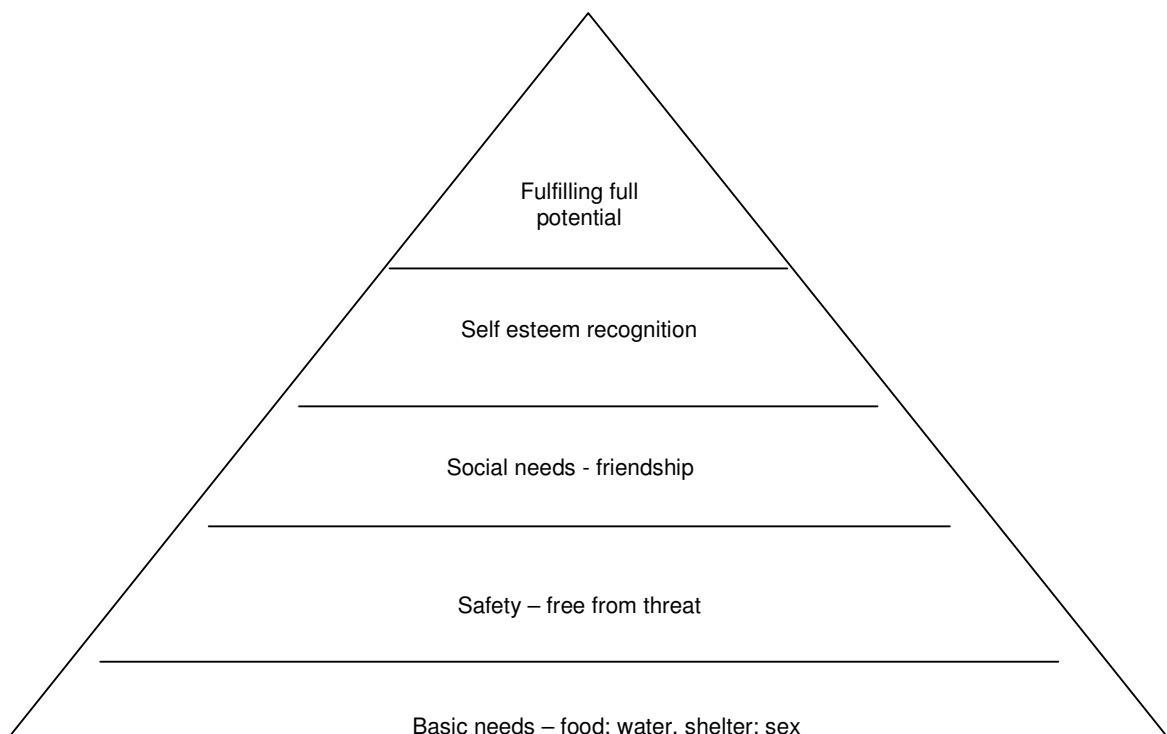 Fulfilling full
potential
Self esteem recognition
Social needs - friendship
Safety – free from threat
Basic needs – food; water, shelter; sex